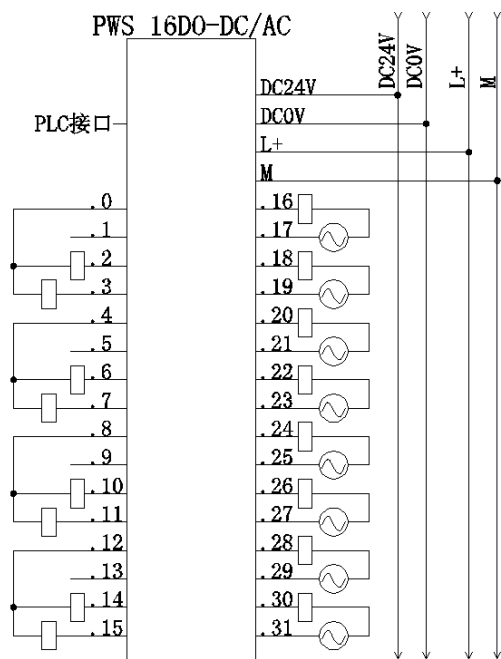 PWS 16DO-DC/AC
DC24V
DC0V
L+
M
DC24V
DC0V
PLC接口
L+
M
.0 .16
.1 .17
.2 .18
.3 .19
.4 .20
.5 .21
.6 .22
.7 .23
.8 .24
.9 .25
.10 .26
.11 .27
.12 .28
.13 .29
.14 .30
.15 .31